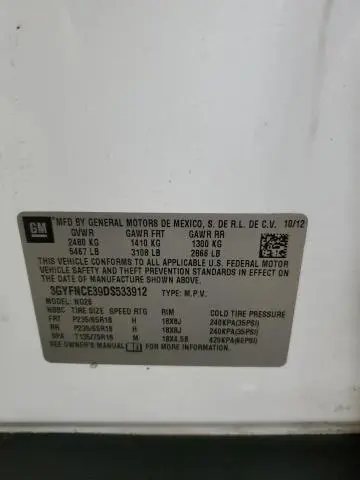 GM
MFD BY GENERAL MOTORS DE MEXICO, S. DE R.L. DE C.V. 10/12
GVWR GAWR FRT GAWR RR
2480 KG 1410 KG 1300 KG
5467 LB 3108 LB 2866 LB
THIS VEHICLE CONFORMS TO ALL APPLICABLE U.S. FEDERAL MOTOR
VEHICLE SAFETY AND THEFT PREVENTION STANDARDS IN EFFECT ON
THE DATE OF MANUFACTURE SHOWN ABOVE.
3GYFNCE39DS533912 TYPE: M.P.V.
MODEL: N026
TIRE SIZE SPEED RTG RIM COLD TIRE PRESSURE
FRT P235/65R18 H 18X8J 240KPA(35PSI)
RR P235/65R18 H 18X8J 240KPA(35PSI)
SPA T135/70R18 M 18X4.5B 420KPA(60PSI)
SEE OWNER'S MANUAL FOR MORE INFORMATION.